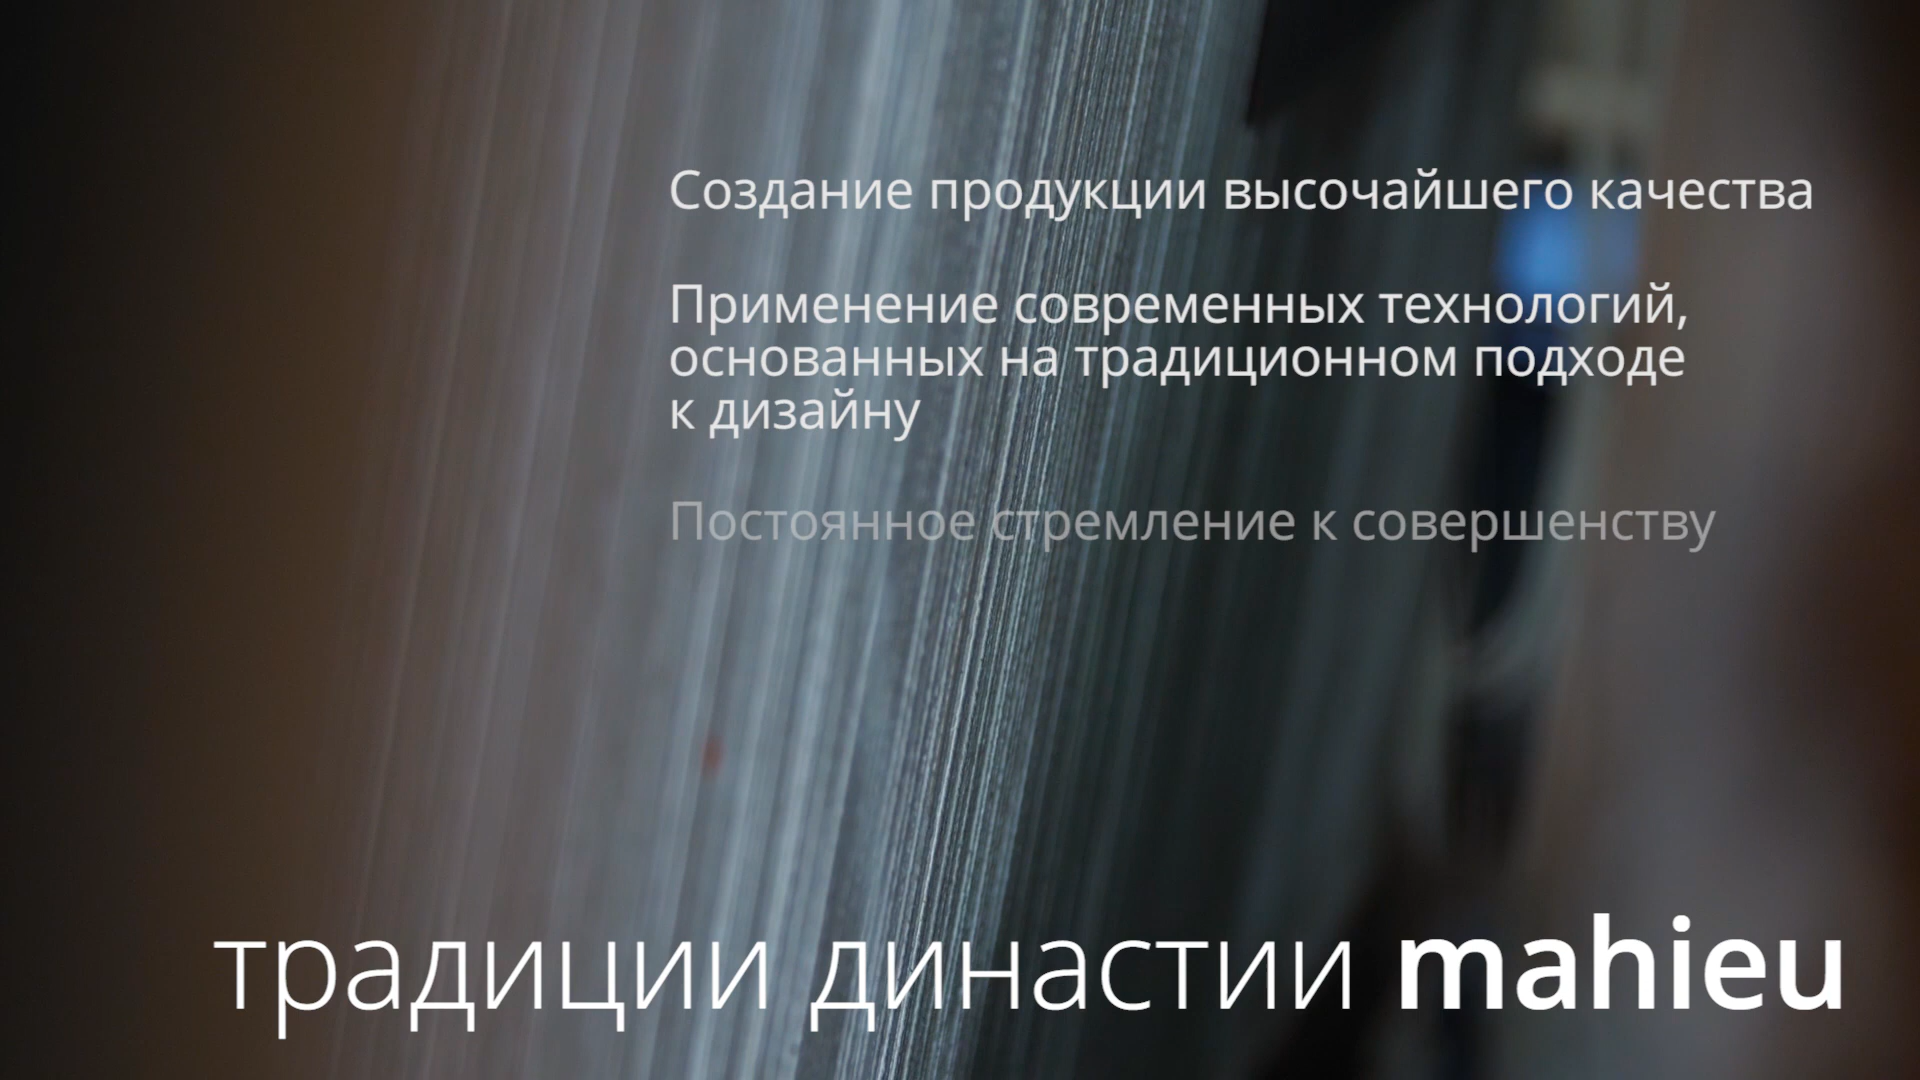 Создание продукции высочайшего качества
Применение современных технологий,
основанных на традиционном подходе
к дизайну
Постоянное стремление к совершенству
традиции династии mahieu